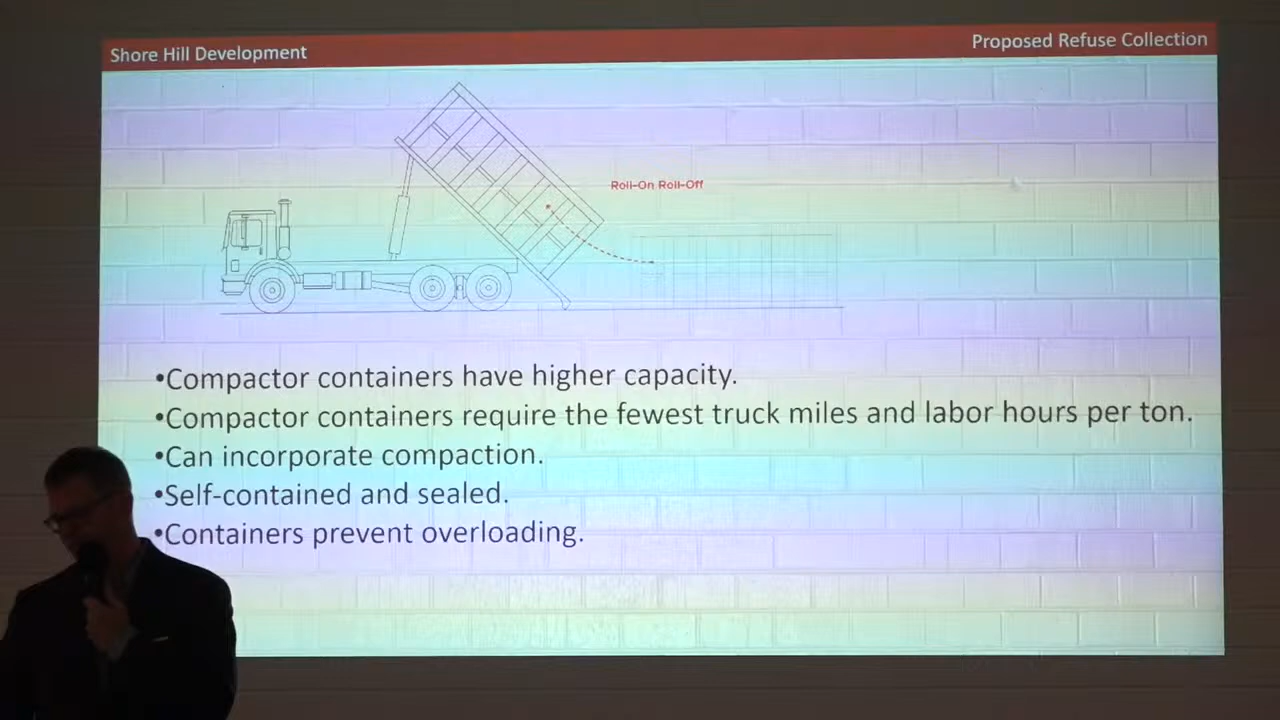 Shore Hill Development
Proposed Refuse Collection
Roll-On Roll-Off
•Compactor containers have higher capacity.
•Compactor containers require the fewest truck miles and labor hours per ton.
•Can incorporate compaction.
•Self-contained and sealed.
•Containers prevent overloading.